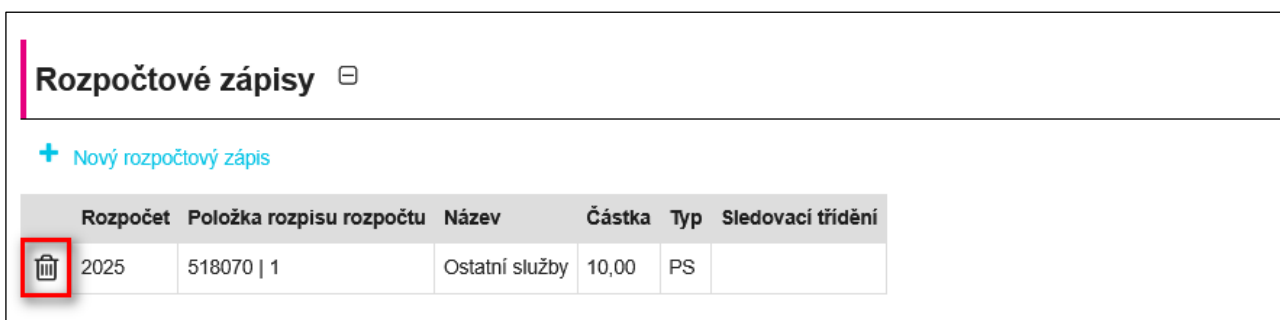 Rozpočtové zápisy
Nový rozpočtový zápis
Rozpočet Položka rozpisu rozpočtu Název Částka Typ Sledovací třídění
2025 518070 | 1 Ostatní služby 10,00 PS